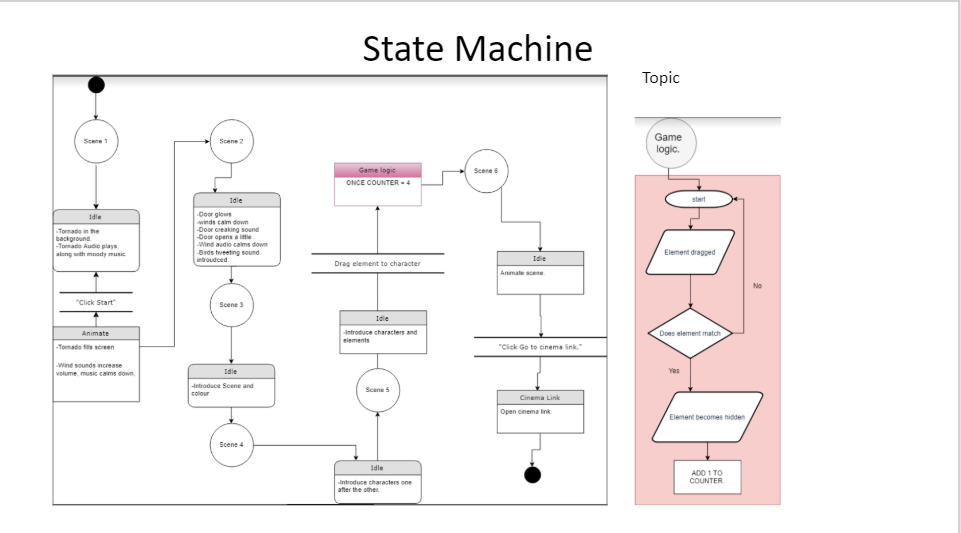 State Machine
Topic
Scene 1
Idle
-Tornado in the
background.
-Tornado Audio plays,
along with moody music.
"Click Start"
Animate
-Tornado fills screen
-Wind sounds increase
volume, music calms down.
Scene 2
Idle
-Door glows
-winds calm down
-Door creaking sound
-Door opens a little .
-Wind audio calms down
-Birds tweeting sound
introudced.
Scene 3
Idle
-Introduce Scene and
colour
Scene 4
Idle
-Introduce characters one
after the other.
Scene 5
Idle
-Introduce characters and
elements
Drag element to character
Game logic
ONCE COUNTER = 4
Scene 6
Idle
Animate scene.
"Click Go to cinema link."
Cinema Link
Open cinema link.
Game
logic.
start
Element dragged
No
Does element match
Yes
Element becomes hidden
ADD 1 TO
COUNTER.